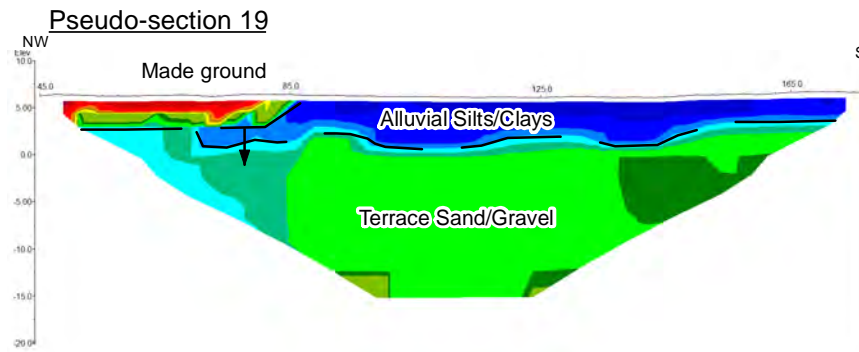 Pseudo-section 19
NW
S
Elev.
10.0
45.0
Made ground
85.0
125.0
165.0
5.00
Alluvial Silts/Clays
0.0
-5.00
Terrace Sand/Gravel
-10.0
-15.0
-20.0